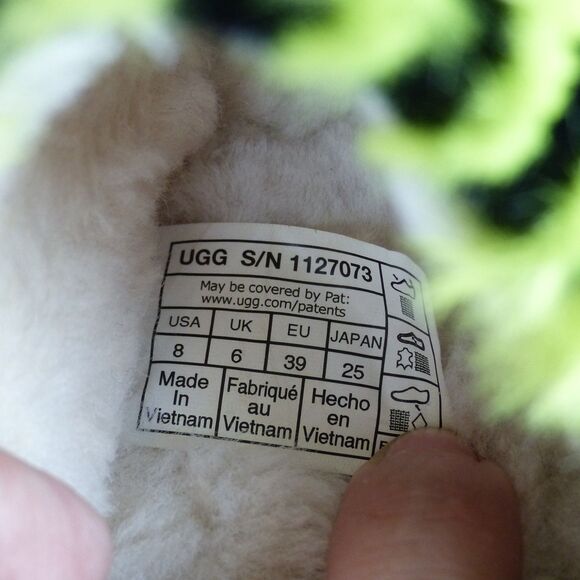 UGG S/N 1127073
May be covered by Pat:
www.ugg.com/patents
USA UK EU JAPAN
8 6 39 25
Made In Vietnam
Fabriqué au Vietnam
Hecho en Vietnam